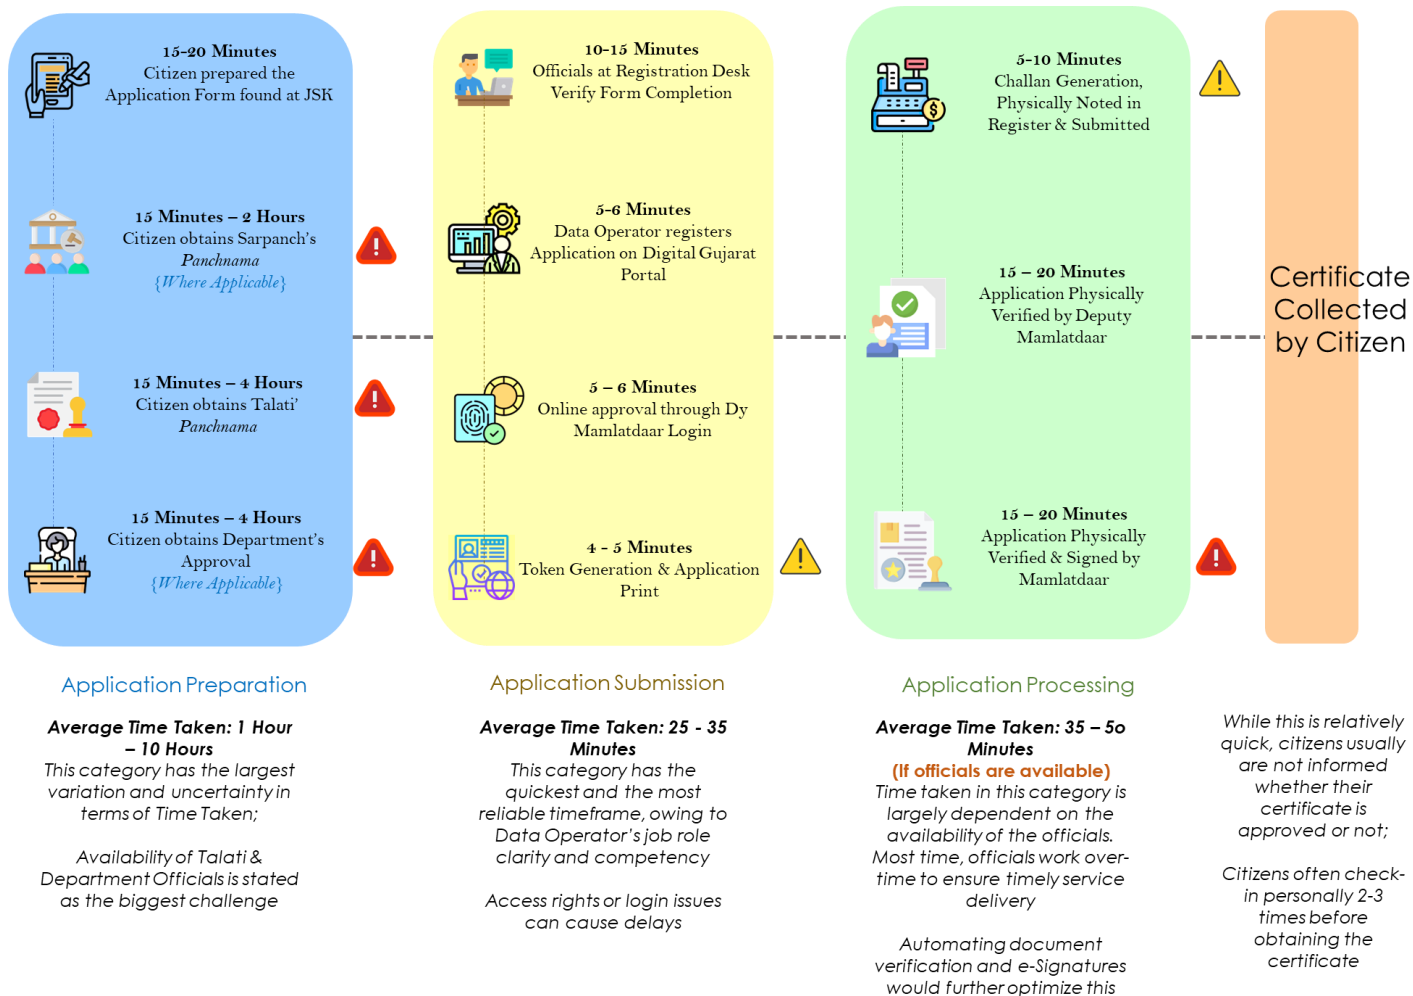 15-20 Minutes
Citizen prepared the
Application Form found at JSK
15 Minutes – 2 Hours
Citizen obtains Sarpanch's
Panchnama
{Where Applicable}
15 Minutes – 4 Hours
Citizen obtains Talati'
Panchnama
15 Minutes – 4 Hours
Citizen obtains Department's
Approval
{Where Applicable}
10-15 Minutes
Officials at Registration Desk
Verify Form Completion
5-6 Minutes
Data Operator registers
Application on Digital Gujarat
Portal
5 – 6 Minutes
Online approval through Dy
Mamlatdaar Login
4 - 5 Minutes
Token Generation & Application
Print
5-10 Minutes
Challan Generation,
Physically Noted in
Register & Submitted
15 – 20 Minutes
Application Physically
Verified by Deputy
Mamlatdaar
15 – 20 Minutes
Application Physically
Verified & Signed by
Mamlatdaar
Certificate
Collected
by Citizen
Application Preparation
Average Time Taken: 1 Hour
– 10 Hours
This category has the largest
variation and uncertainty in
terms of Time Taken;
Availability of Talati &
Department Officials is stated
as the biggest challenge
Application Submission
Average Time Taken: 25 - 35
Minutes
This category has the
quickest and the most
reliable timeframe, owing to
Data Operator's job role
clarity and competency
Access rights or login issues
can cause delays
Application Processing
Average Time Taken: 35 – 5o
Minutes
(If officials are available)
Time taken in this category is
largely dependent on the
availability of the officials.
Most time, officials work over-
time to ensure timely service
delivery
Automating document
verification and e-Signatures
would further optimize this
While this is relatively
quick, citizens usually
are not informed
whether their
certificate is
approved or not;
Citizens often check-
in personally 2-3
times before
obtaining the
certificate